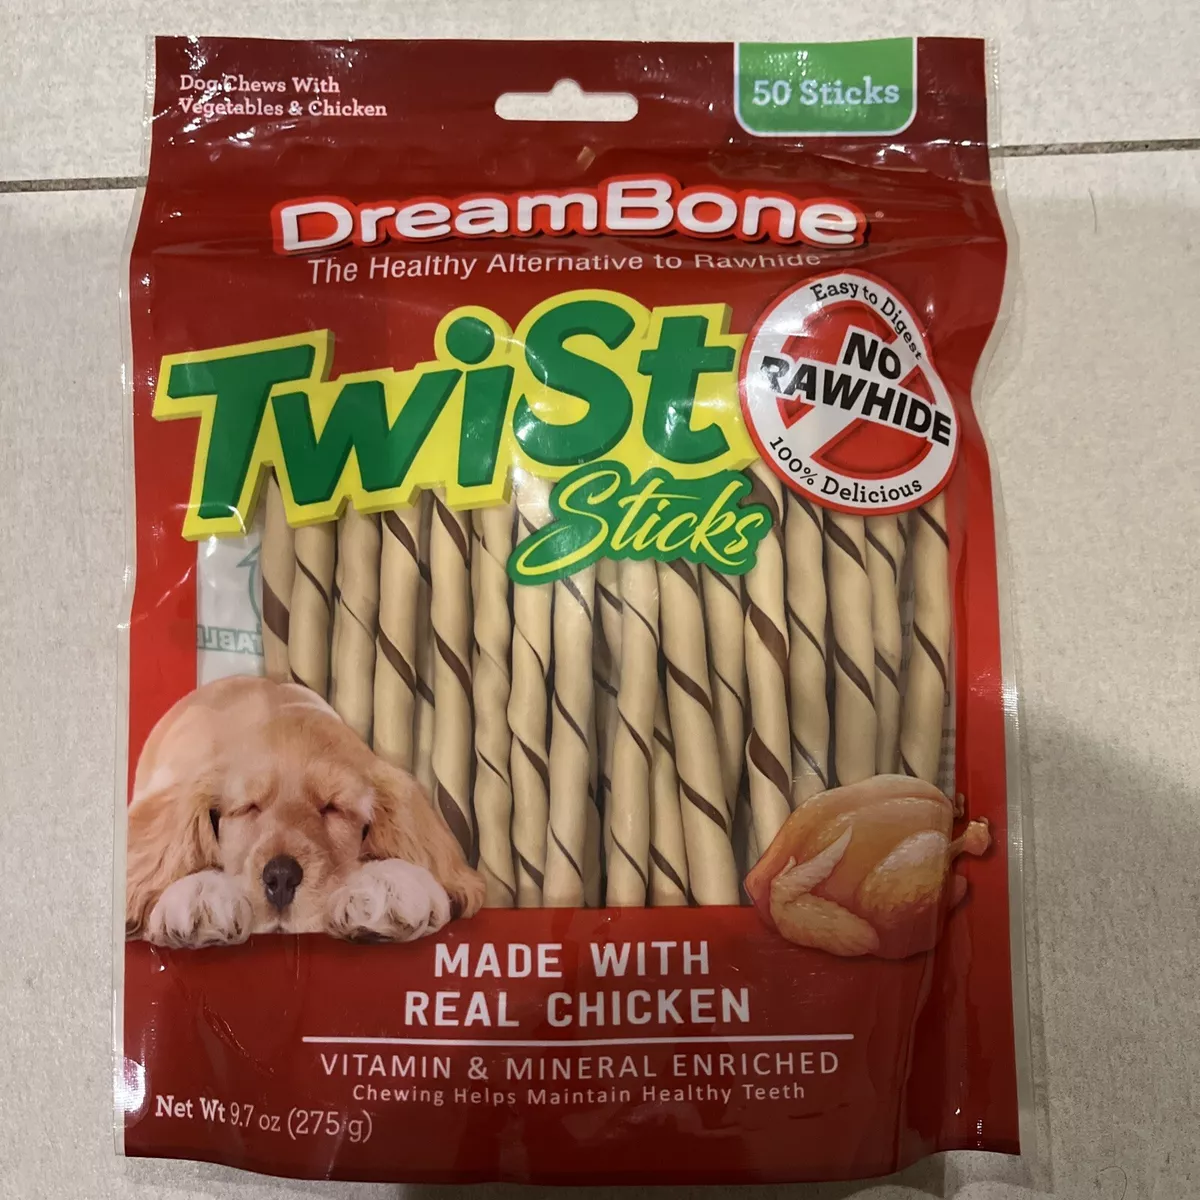 Dog Chews With
Vegetables & Chicken
50 Sticks
DreamBone
The Healthy Alternative to Rawhide
TwiSt
Sticks
Easy to Digest
NO
RAWHIDE
100% Delicious
MADE WITH
REAL CHICKEN
VITAMIN & MINERAL ENRICHED
Chewing Helps Maintain Healthy Teeth
Net Wt 9.7 oz (275 g)